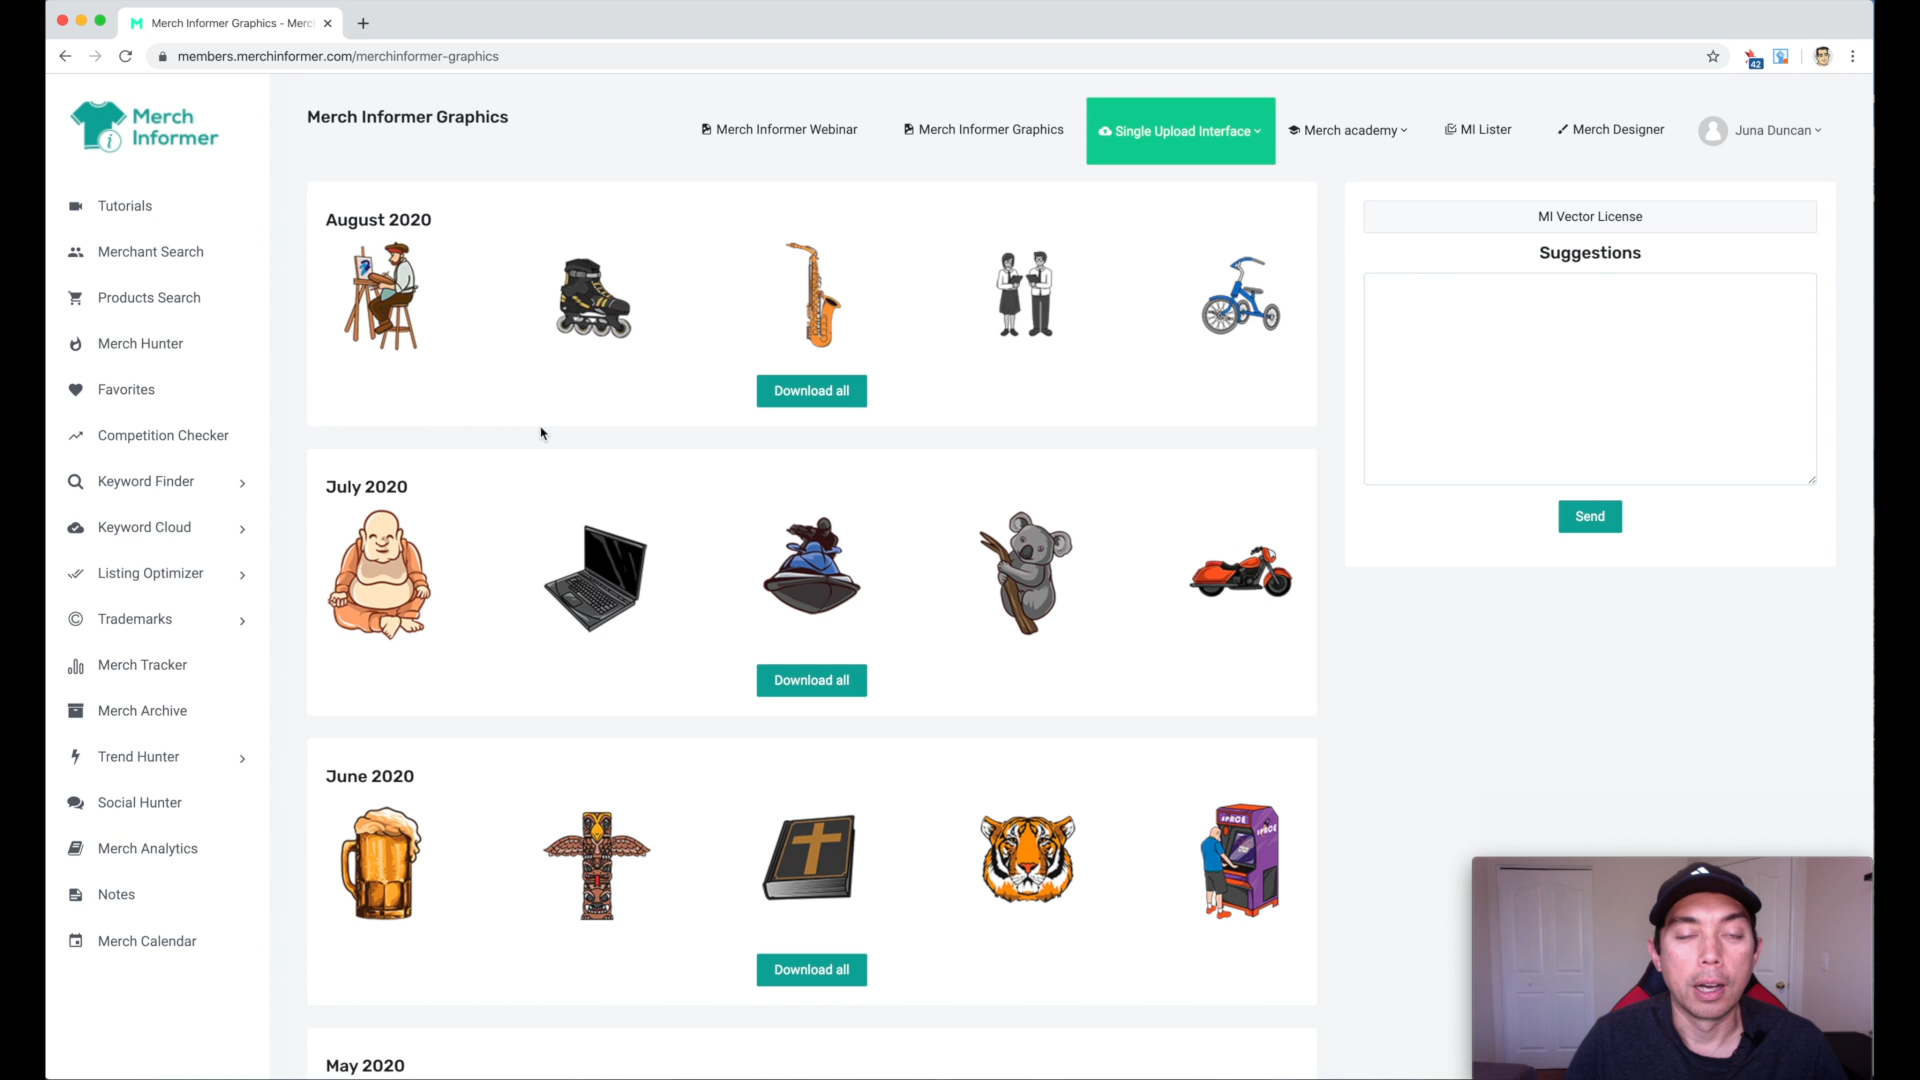 Merch Informer Graphics - Merc
members.merchinformer.com/merchinformer-graphics
42
Merch
Informer
Merch Informer Graphics
Merch Informer Webinar
Merch Informer Graphics
Single Upload Interface
Merch academy
MI Lister
Merch Designer
Juna Duncan
Tutorials
Merchant Search
Products Search
Merch Hunter
Favorites
Competition Checker
Keyword Finder
Keyword Cloud
Listing Optimizer
Trademarks
Merch Tracker
Merch Archive
Trend Hunter
Social Hunter
Merch Analytics
Notes
Merch Calendar
August 2020
Download all
July 2020
Download all
June 2020
SPACE
SPACE
Download all
May 2020
MI Vector License
Suggestions
Send